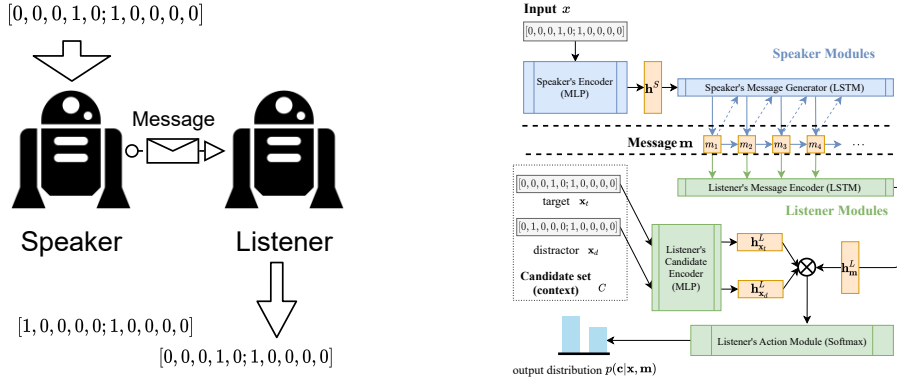 [0,0,0,1,0;1,0,0,0,0]
Message
Speaker
Listener
[1,0,0,0,0;1,0,0,0,0]
[0,0,0,1,0;1,0,0,0,0]
Input x
[0,0,0,1,0;1,0,0,0,0]
Speaker Modules
Speaker's Encoder
(MLP)
h^S
Speaker's Message Generator (LSTM)
Message m
m₁
m₂
m₃
m₄
...
Listener's Message Encoder (LSTM)
Listener Modules
[0,0,0,1,0;1,0,0,0,0]
target x_t
[0,1,0,0,0;1,0,0,0,0]
distractor x_d
Candidate set
(context) C
Listener's
Candidate
Encoder
(MLP)
h^L_{x_t}
h^L_{x_d}
h^L_m
Listener's Action Module (Softmax)
output distribution p(c|x, m)